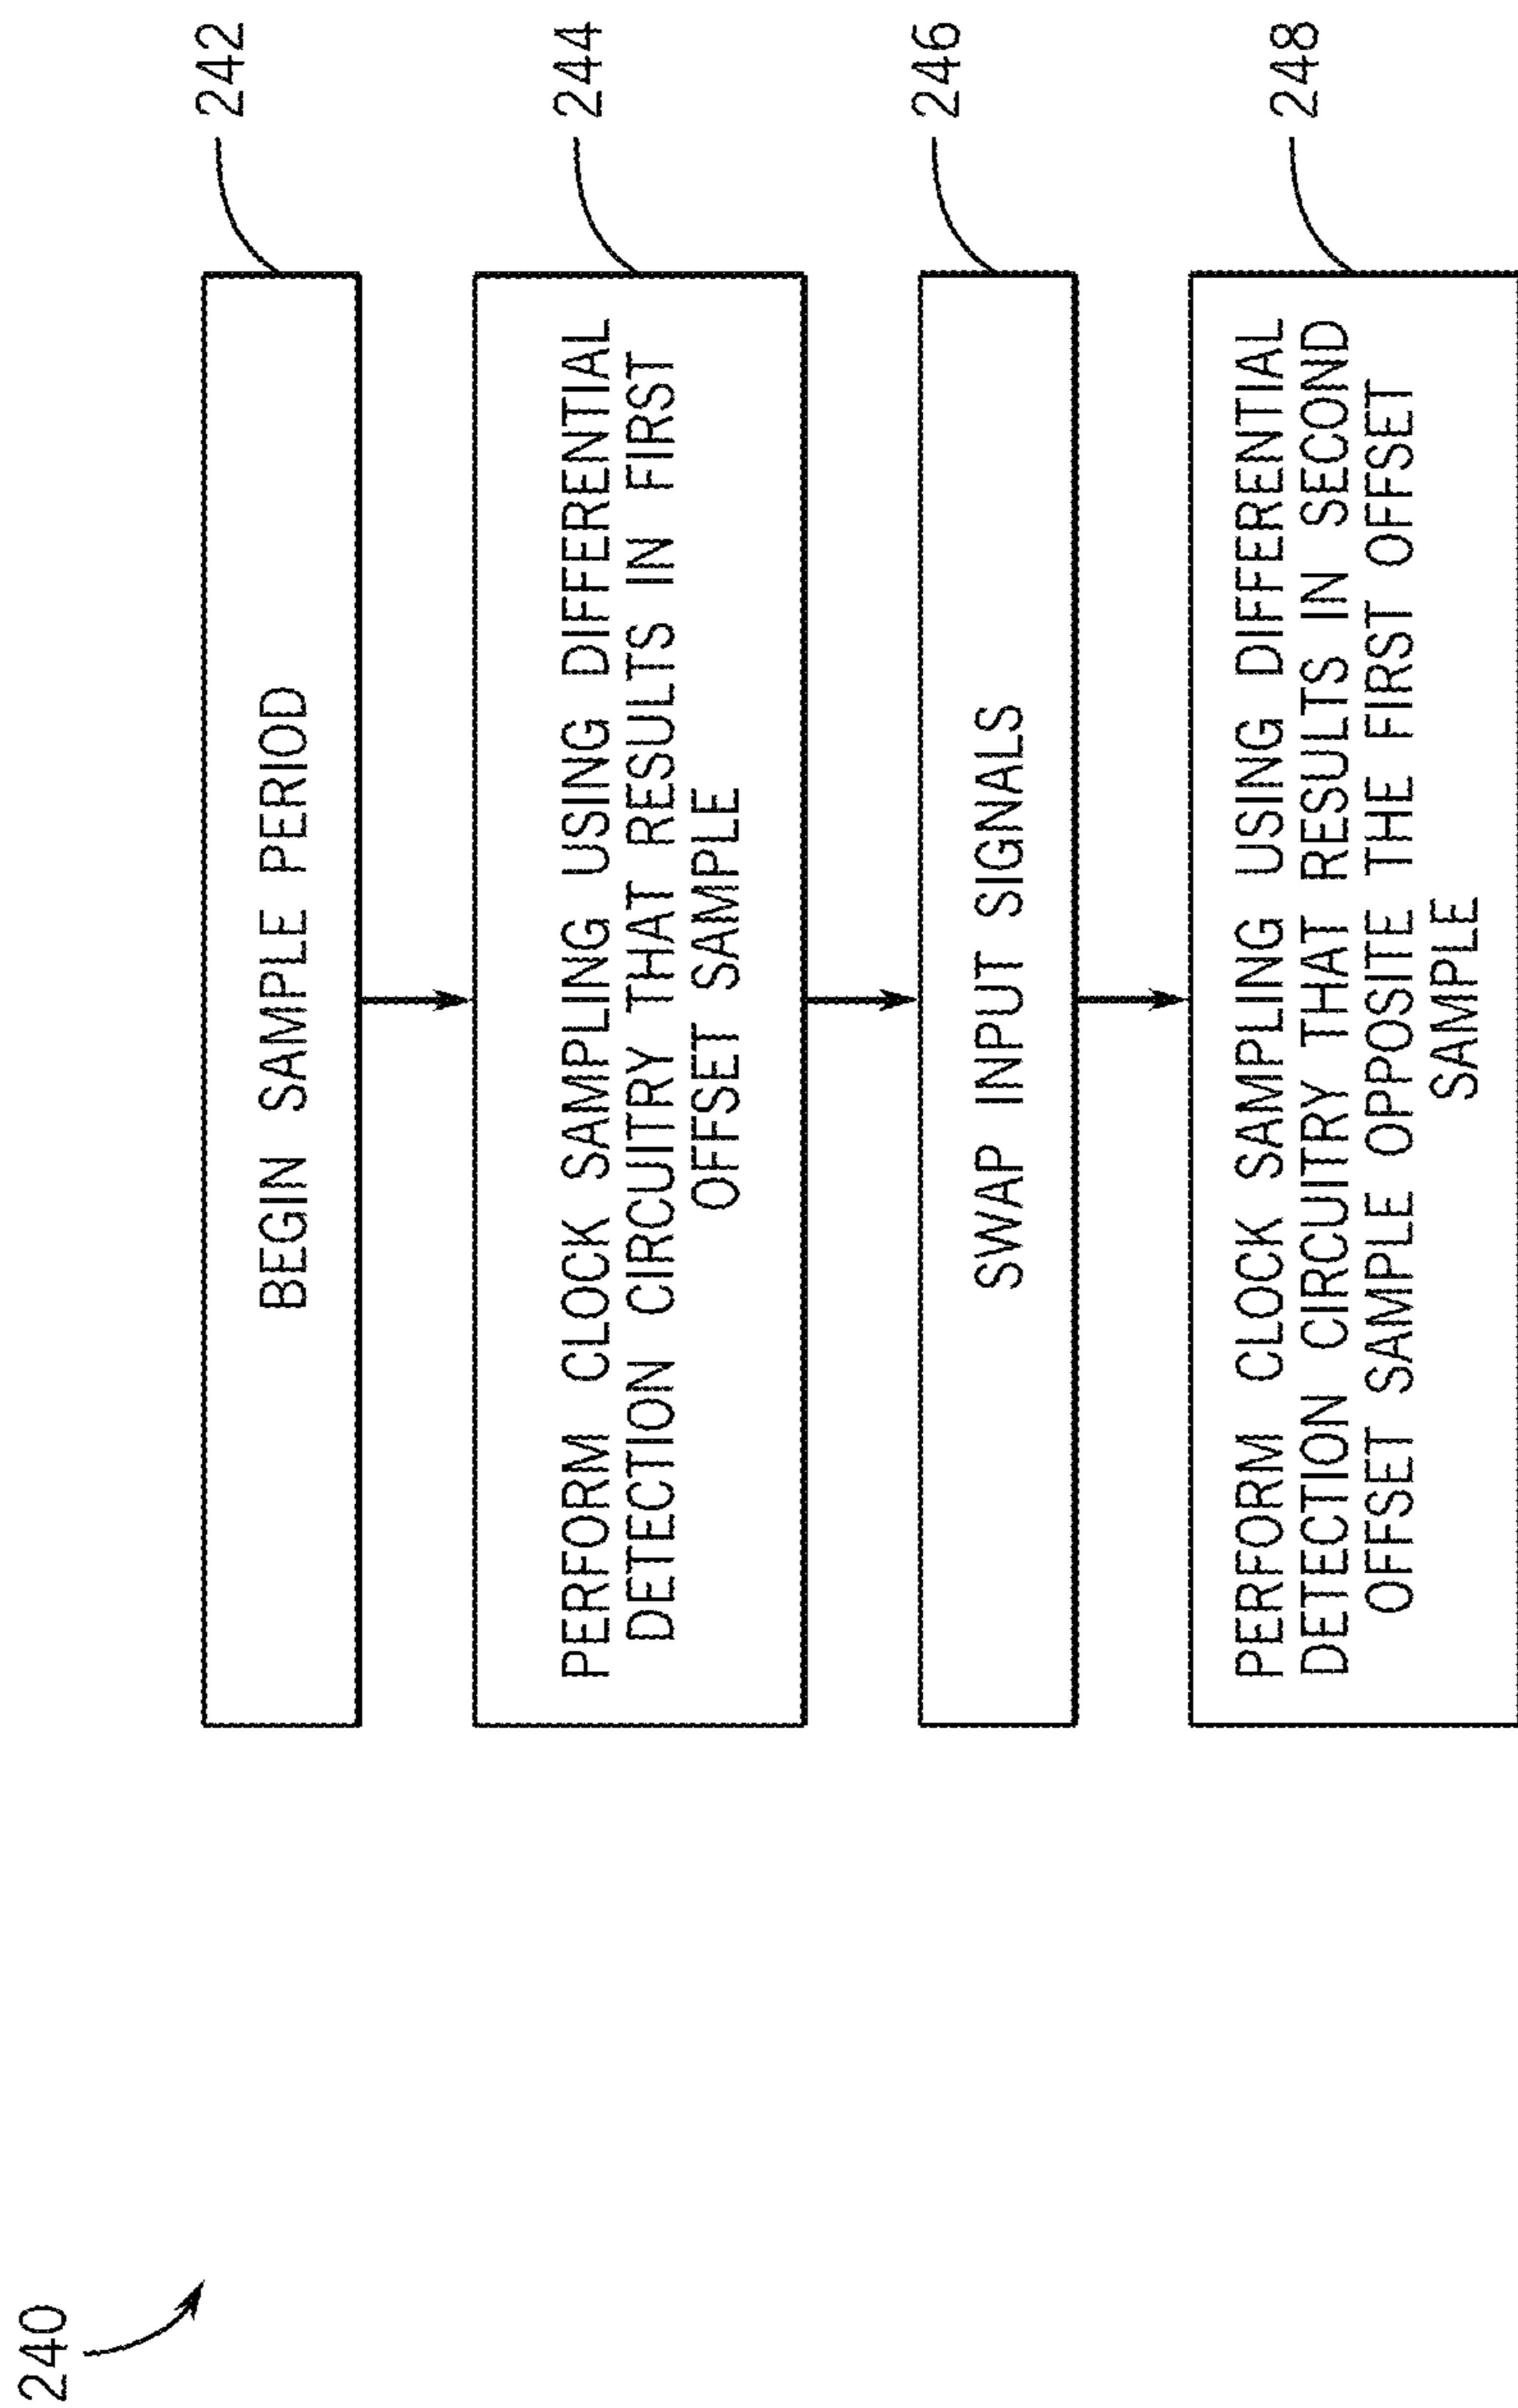 240
BEGIN SAMPLE PERIOD
242
PERFORM CLOCK SAMPLING USING DIFFERENTIAL
DETECTION CIRCUITRY THAT RESULTS IN FIRST
OFFSET SAMPLE
244
SWAP INPUT SIGNALS
246
PERFORM CLOCK SAMPLING USING DIFFERENTIAL
DETECTION CIRCUITRY THAT RESULTS IN SECOND
OFFSET SAMPLE OPPOSITE THE FIRST OFFSET
SAMPLE
248